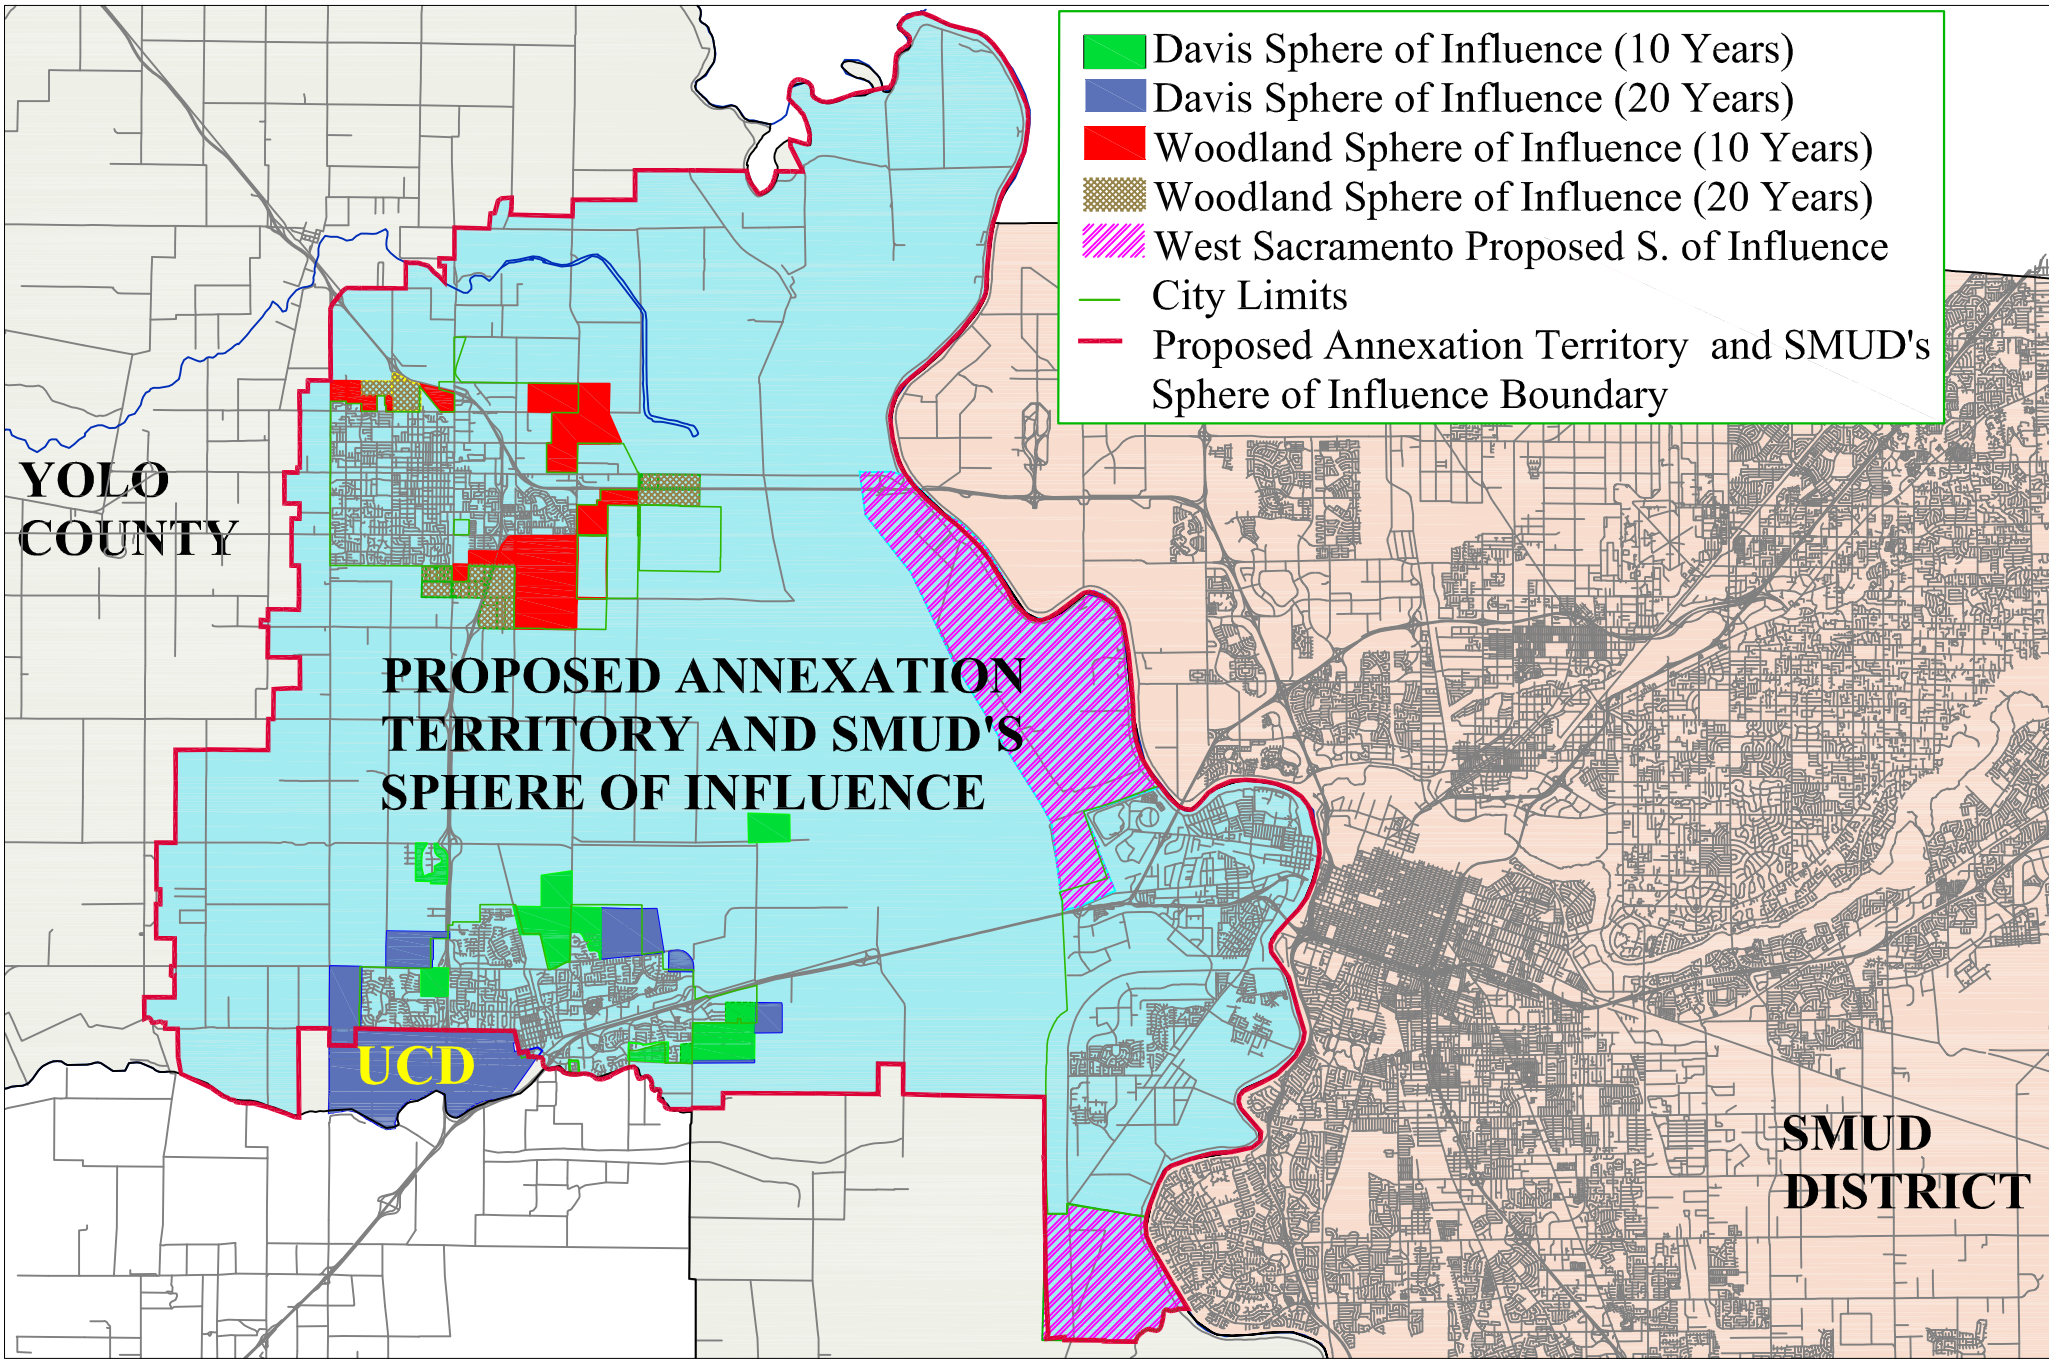 Davis Sphere of Influence (10 Years)
Davis Sphere of Influence (20 Years)
Woodland Sphere of Influence (10 Years)
Woodland Sphere of Influence (20 Years)
West Sacramento Proposed S. of Influence
City Limits
Proposed Annexation Territory and SMUD's
Sphere of Influence Boundary
YOLO
COUNTY
PROPOSED ANNEXATION
TERRITORY AND SMUD'S
SPHERE OF INFLUENCE
UCD
SMUD
DISTRICT